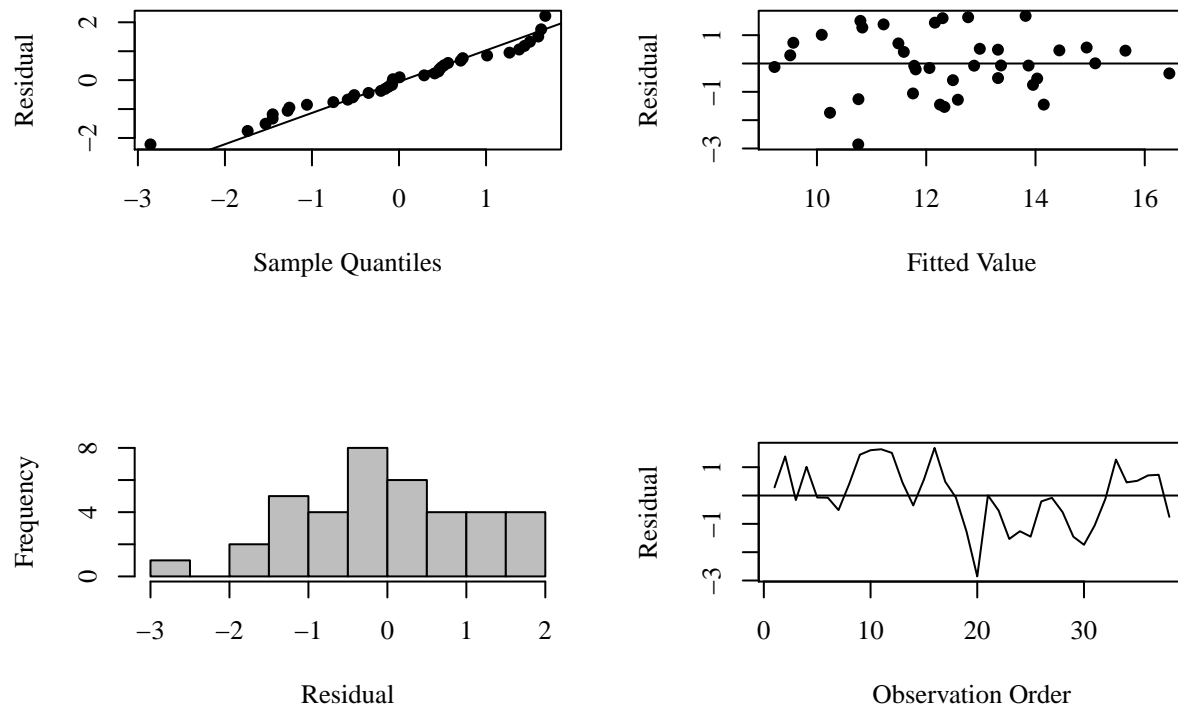 Residual
2
0
−2
−3 −2 −1 0 1
Sample Quantiles
Residual
1
−1
−3
10 12 14 16
Fitted Value
Frequency
8
4
0
−3 −2 −1 0 1 2
Residual
Residual
1
−1
−3
0 10 20 30
Observation Order